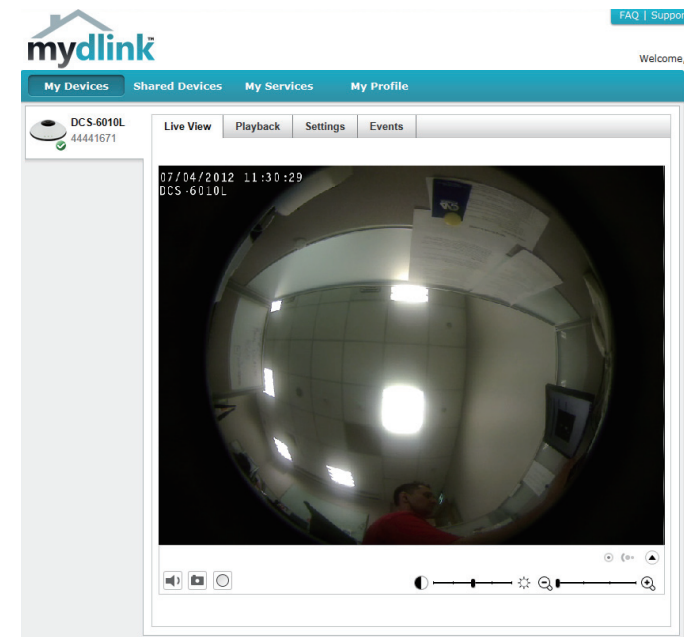 FAQ | Suppor
mydlink
Welcome,
My Devices Shared Devices My Services My Profile
DCS-6010L
44441671
Live View Playback Settings Events
07/04/2012 11:30:29
DCS-6010L